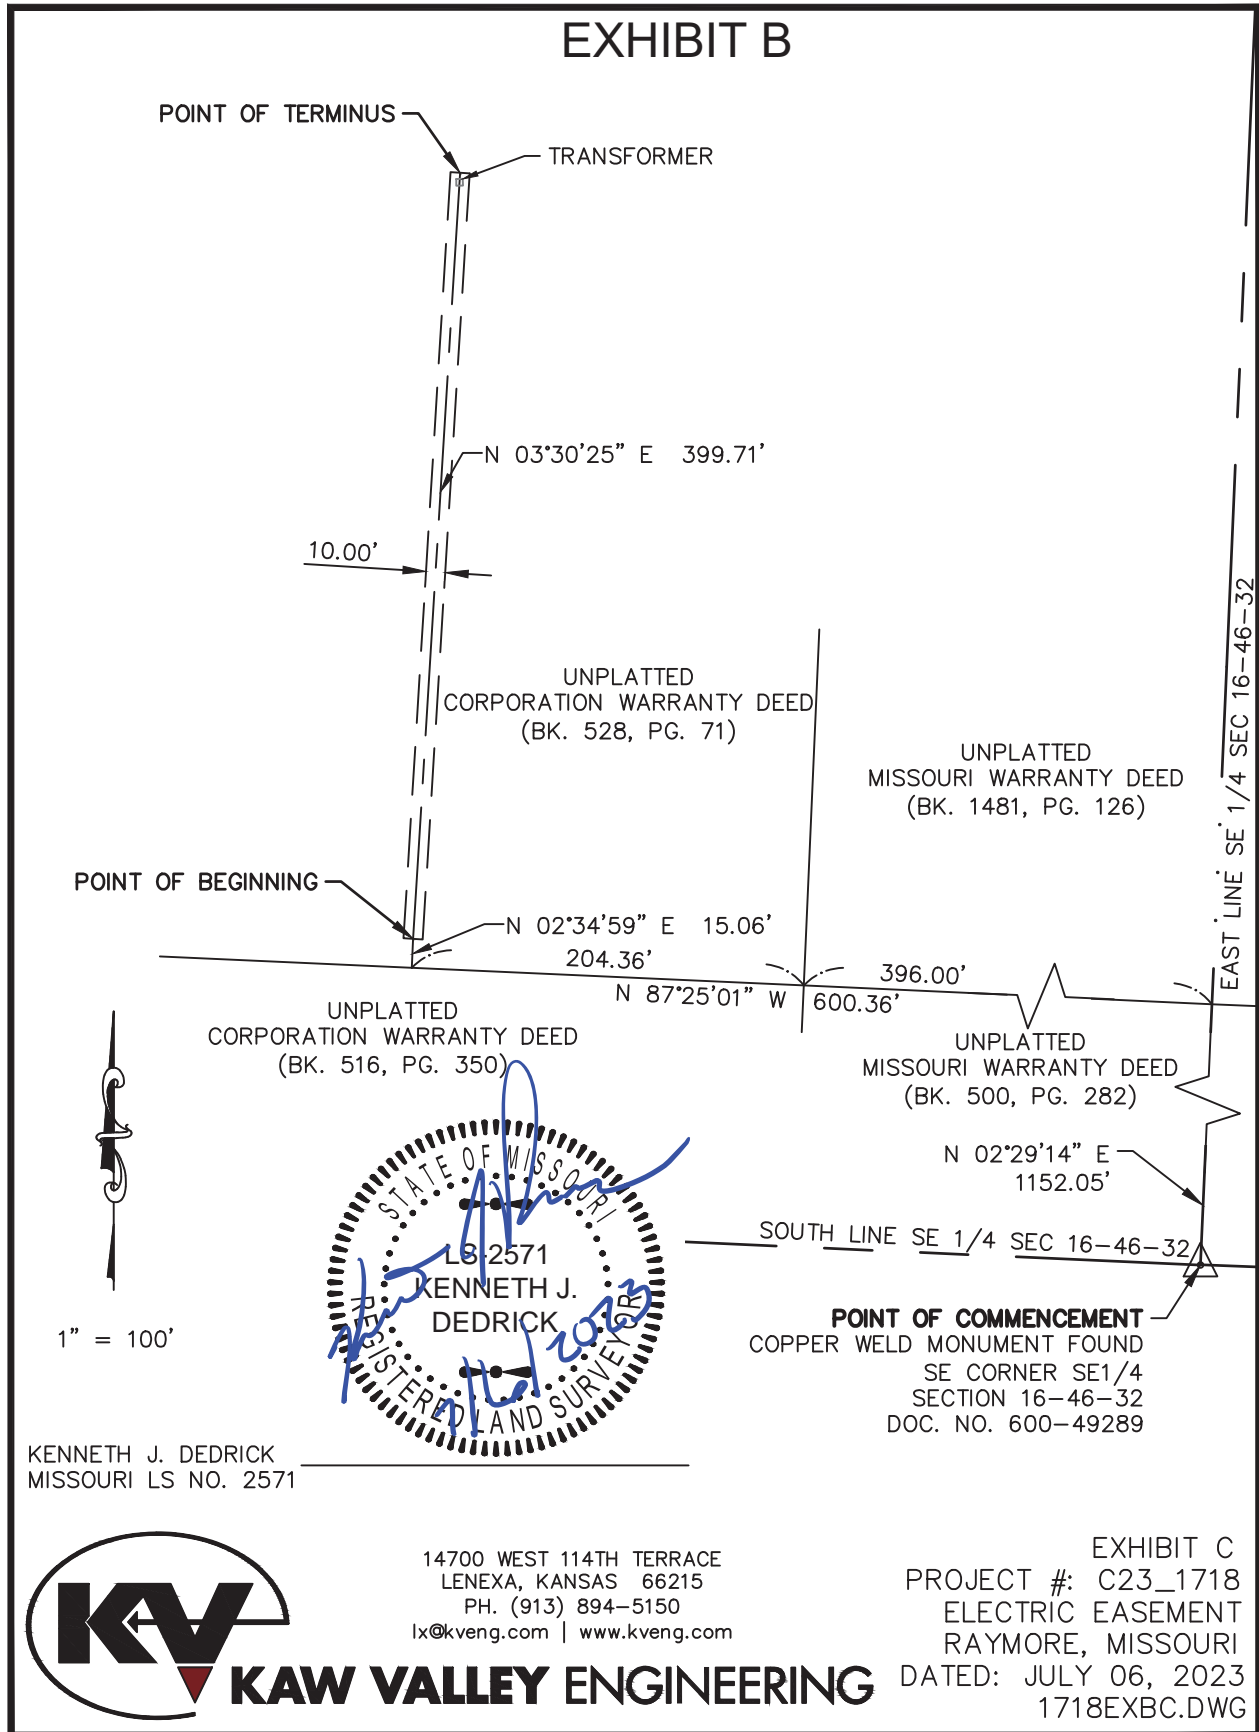 EXHIBIT B
POINT OF TERMINUS
TRANSFORMER
N 03°30'25" E 399.71'
10.00'
UNPLATTED
CORPORATION WARRANTY DEED
(BK. 528, PG. 71)
UNPLATTED
MISSOURI WARRANTY DEED
(BK. 1481, PG. 126)
EAST LINE SE 1/4 SEC 16-46-32
POINT OF BEGINNING
N 02°34'59" E 15.06'
204.36'
396.00'
N 87°25'01" W 600.36'
UNPLATTED
CORPORATION WARRANTY DEED
(BK. 516, PG. 350)
UNPLATTED
MISSOURI WARRANTY DEED
(BK. 500, PG. 282)
N 02°29'14" E
1152.05'
SOUTH LINE SE 1/4 SEC 16-46-32
STATE OF MISSOURI
LS-2571
KENNETH J.
DEDRICK
REGISTERED LAND SURVEYOR
7/6/2023
POINT OF COMMENCEMENT
COPPER WELD MONUMENT FOUND
SE CORNER SE1/4
SECTION 16-46-32
DOC. NO. 600-49289
1" = 100'
KENNETH J. DEDRICK
MISSOURI LS NO. 2571
KV
KAW VALLEY ENGINEERING
14700 WEST 114TH TERRACE
LENEXA, KANSAS 66215
PH. (913) 894-5150
lx@kveng.com | www.kveng.com
EXHIBIT C
PROJECT #: C23_1718
ELECTRIC EASEMENT
RAYMORE, MISSOURI
DATED: JULY 06, 2023
1718EXBC.DWG